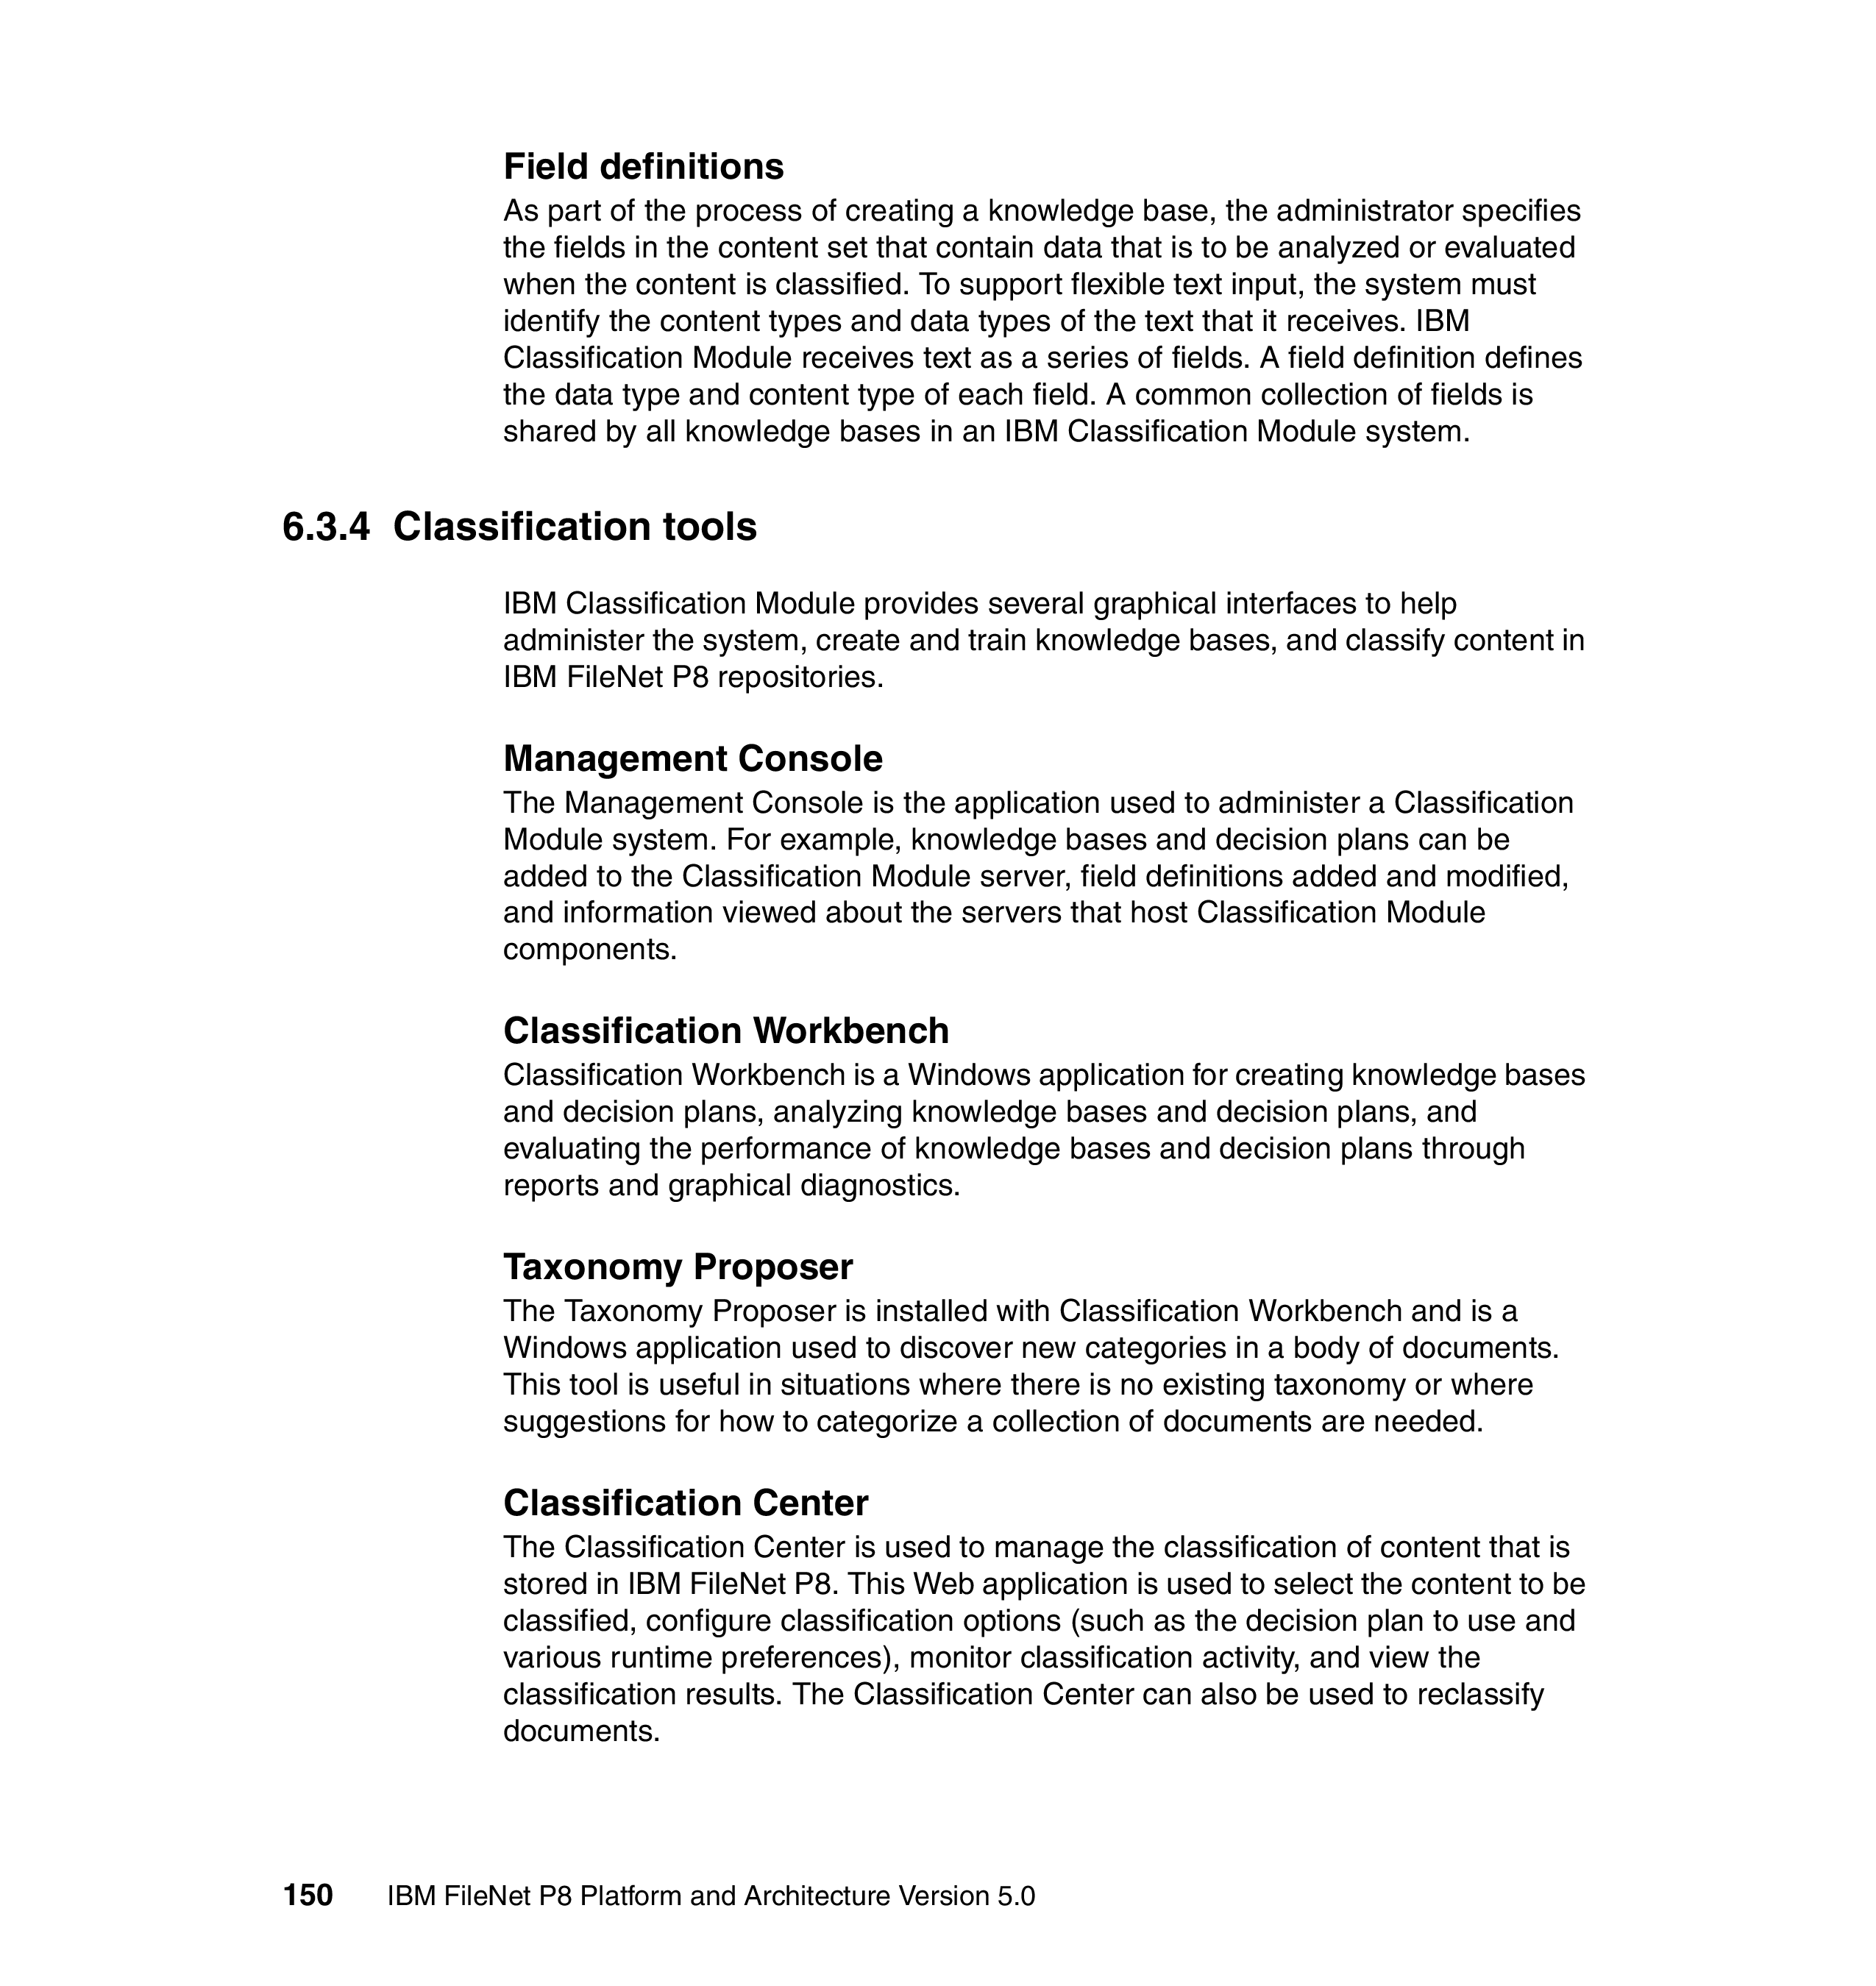 Field definitions
As part of the process of creating a knowledge base, the administrator specifies
the fields in the content set that contain data that is to be analyzed or evaluated
when the content is classified. To support flexible text input, the system must
identify the content types and data types of the text that it receives. IBM
Classification Module receives text as a series of fields. A field definition defines
the data type and content type of each field. A common collection of fields is
shared by all knowledge bases in an IBM Classification Module system.
6.3.4 Classification tools
IBM Classification Module provides several graphical interfaces to help
administer the system, create and train knowledge bases, and classify content in
IBM FileNet P8 repositories.
Management Console
The Management Console is the application used to administer a Classification
Module system. For example, knowledge bases and decision plans can be
added to the Classification Module server, field definitions added and modified,
and information viewed about the servers that host Classification Module
components.
Classification Workbench
Classification Workbench is a Windows application for creating knowledge bases
and decision plans, analyzing knowledge bases and decision plans, and
evaluating the performance of knowledge bases and decision plans through
reports and graphical diagnostics.
Taxonomy Proposer
The Taxonomy Proposer is installed with Classification Workbench and is a
Windows application used to discover new categories in a body of documents.
This tool is useful in situations where there is no existing taxonomy or where
suggestions for how to categorize a collection of documents are needed.
Classification Center
The Classification Center is used to manage the classification of content that is
stored in IBM FileNet P8. This Web application is used to select the content to be
classified, configure classification options (such as the decision plan to use and
various runtime preferences), monitor classification activity, and view the
classification results. The Classification Center can also be used to reclassify
documents.
150 IBM FileNet P8 Platform and Architecture Version 5.0